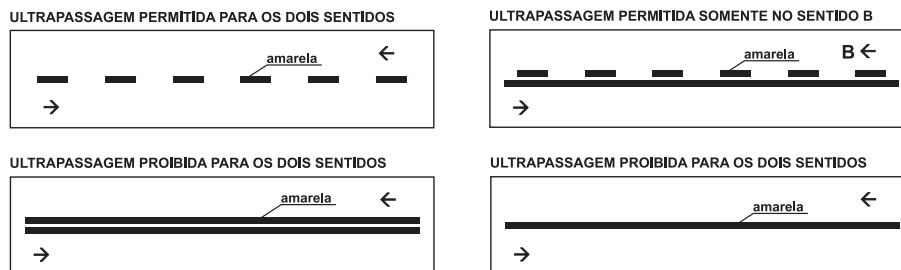 ULTRAPASSAGEM PERMITIDA PARA OS DOIS SENTIDOS
amarela
ULTRAPASSAGEM PERMITIDA SOMENTE NO SENTIDO B
amarela
B
ULTRAPASSAGEM PROIBIDA PARA OS DOIS SENTIDOS
amarela
ULTRAPASSAGEM PROIBIDA PARA OS DOIS SENTIDOS
amarela